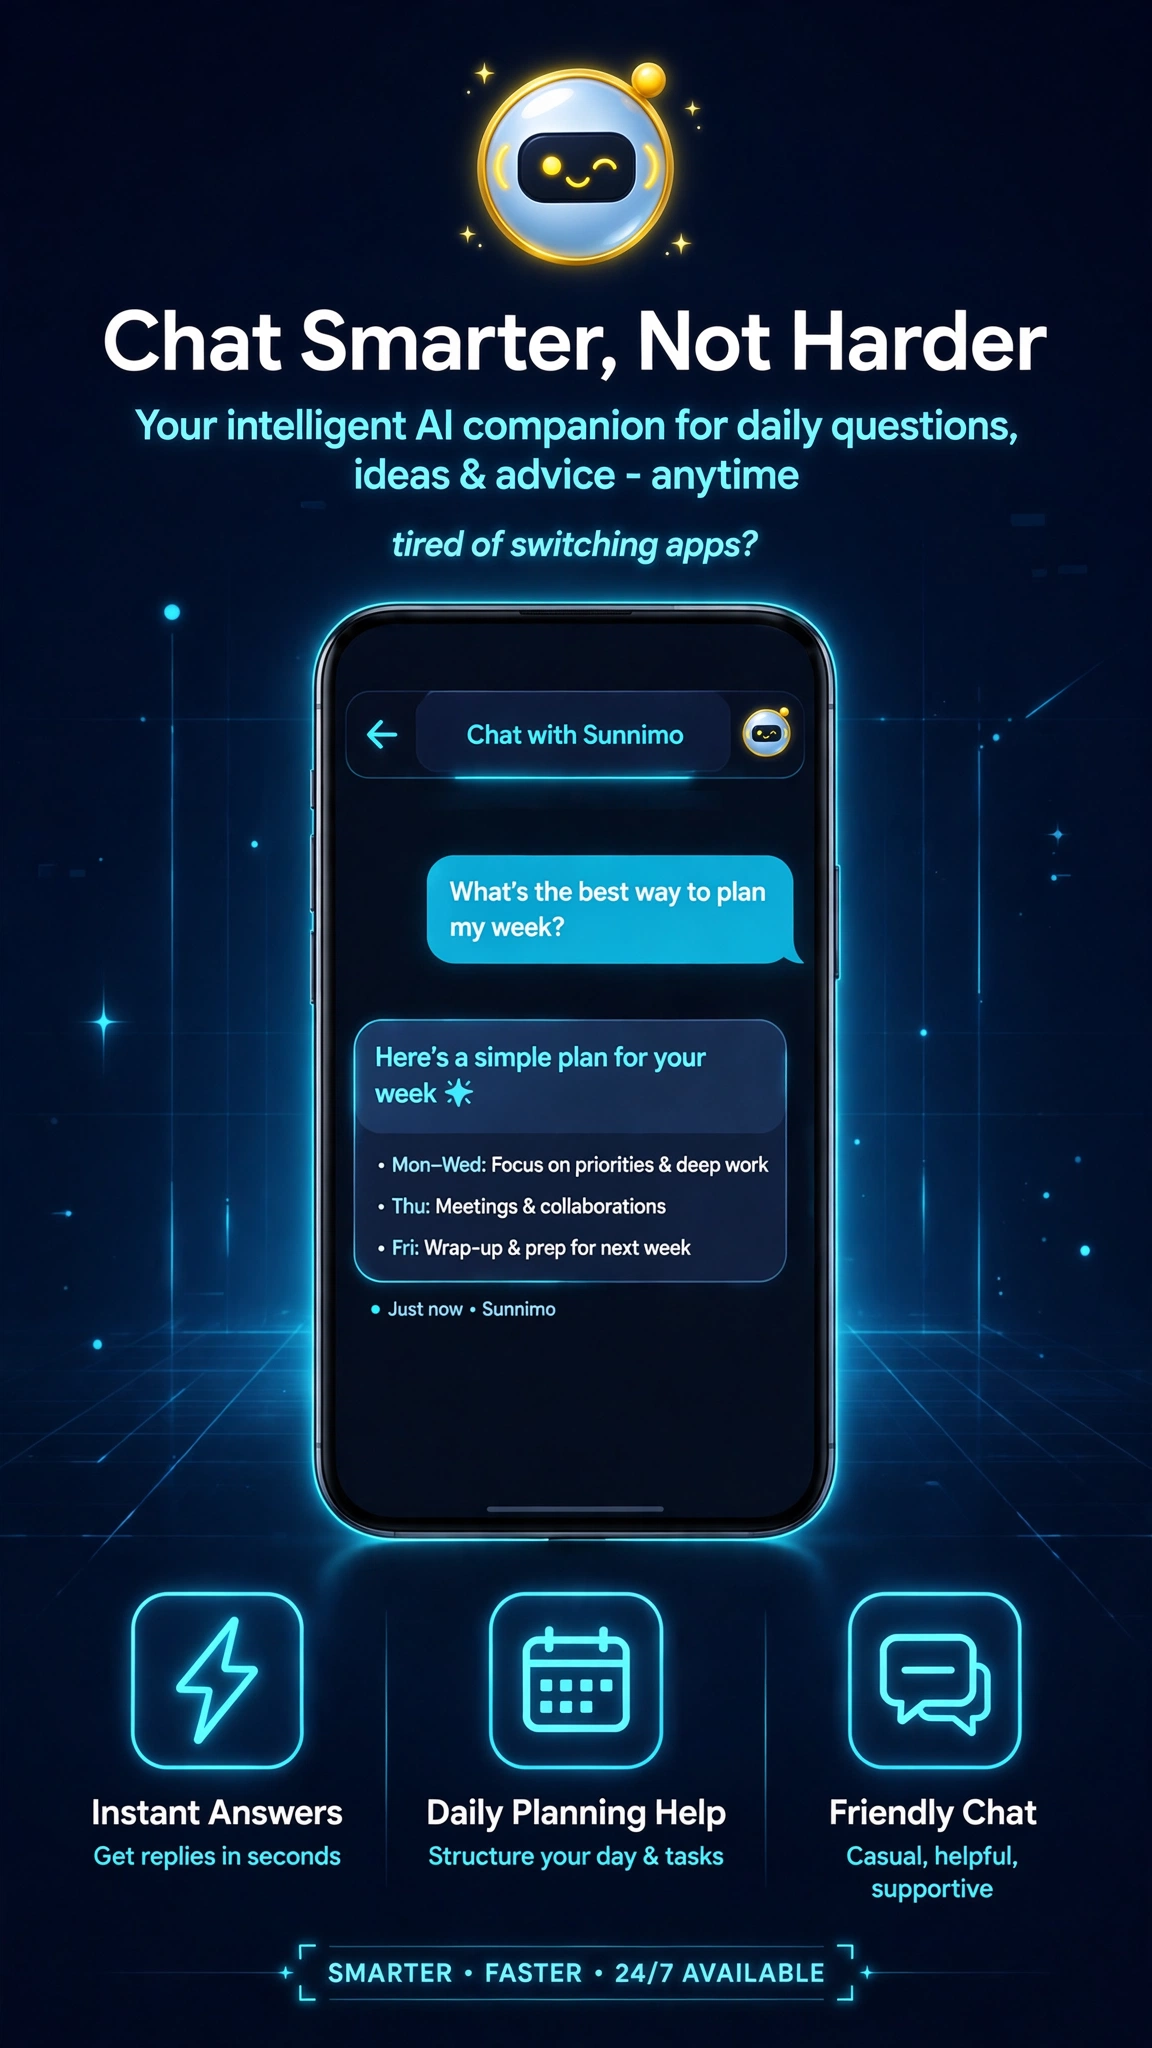 Chat Smarter, Not Harder
Your intelligent AI companion for daily questions,
ideas & advice - anytime
tired of switching apps?
Chat with Sunnimo
What's the best way to plan
my week?
Here's a simple plan for your
week
• Mon–Wed: Focus on priorities & deep work
• Thu: Meetings & collaborations
• Fri: Wrap-up & prep for next week
Just now • Sunnimo
Instant Answers
Get replies in seconds
Daily Planning Help
Structure your day & tasks
Friendly Chat
Casual, helpful,
supportive
SMARTER • FASTER • 24/7 AVAILABLE